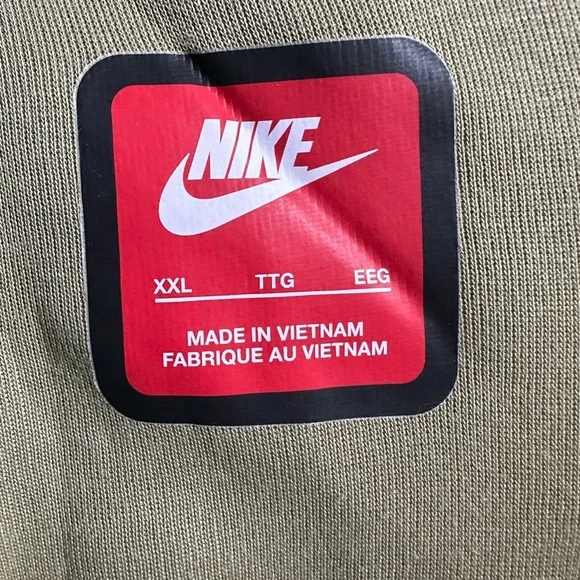 NIKE
XXL TTG EEG
MADE IN VIETNAM
FABRIQUE AU VIETNAM